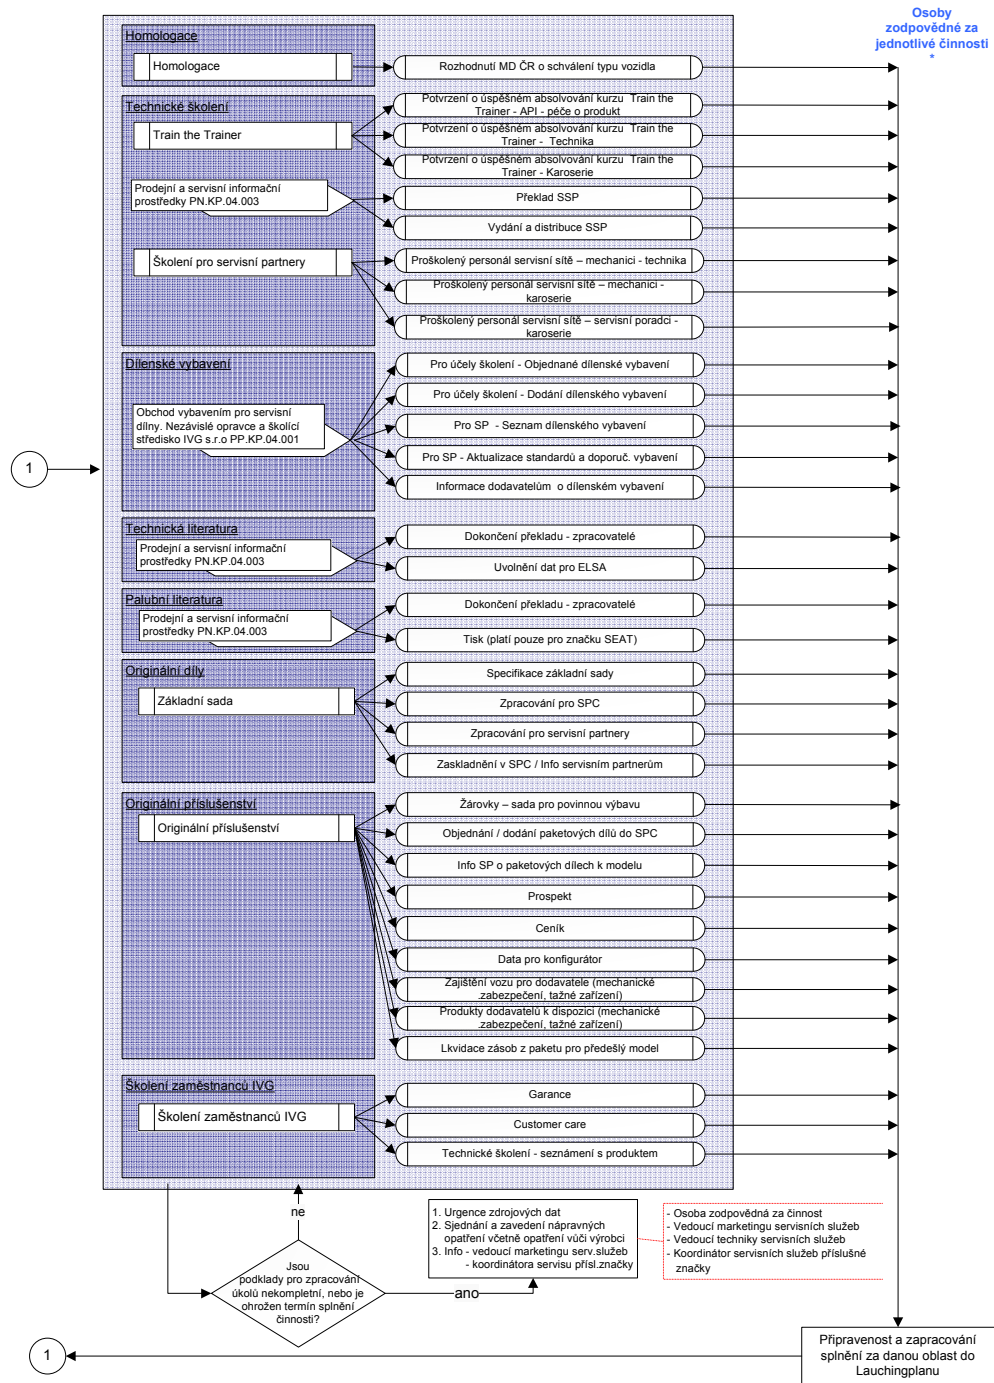 Osoby
zodpovědné za
jednotlivé činnosti
*
Homologace
Homologace
Rozhodnutí MD ČR o schválení typu vozidla
Technické školení
Train the Trainer
Potvrzení o úspěšném absolvování kurzu Train the
Trainer - API - péče o produkt
Potvrzení o úspěšném absolvování kurzu Train the
Trainer - Technika
Potvrzení o úspěšném absolvování kurzu Train the
Trainer - Karoserie
Prodejní a servisní informační
prostředky PN.KP.04.003
Překlad SSP
Vydání a distribuce SSP
Školení pro servisní partnery
Proškolený personál servisní sítě – mechanici - technika
Proškolený personál servisní sítě – mechanici -
karoserie
Proškolený personál servisní sítě – servisní poradci -
karoserie
Dílenské vybavení
Obchod vybavením pro servisní
dílny. Nezávislé opravce a školící
středisko IVG s.r.o PP.KP.04.001
Pro účely školení - Objednané dílenské vybavení
Pro účely školení - Dodání dílenského vybavení
Pro SP - Seznam dílenského vybavení
Pro SP - Aktualizace standardů a doporuč. vybavení
Informace dodavatelům o dílenském vybavení
1
Technická literatura
Prodejní a servisní informační
prostředky PN.KP.04.003
Dokončení překladu - zpracovatelé
Uvolnění dat pro ELSA
Palubní literatura
Prodejní a servisní informační
prostředky PN.KP.04.003
Dokončení překladu - zpracovatelé
Tisk (platí pouze pro značku SEAT)
Originální díly
Základní sada
Specifikace základní sady
Zpracování pro SPC
Zpracování pro servisní partnery
Zaskladnění v SPC / Info servisním partnerům
Originální příslušenství
Originální příslušenství
Žárovky – sada pro povinnou výbavu
Objednání / dodání paketových dílů do SPC
Info SP o paketových dílech k modelu
Prospekt
Ceník
Data pro konfigurátor
Zajištění vozu pro dodavatele (mechanické
.zabezpečení, tažné zařízení)
Produkty dodavatelů k dispozici (mechanické
.zabezpečení, tažné zařízení)
Lkvidace zásob z paketu pro předešlý model
Školení zaměstnanců IVG
Školení zaměstnanců IVG
Garance
Customer care
Technické školení - seznámení s produktem
ne
Jsou
podklady pro zpracování
úkolů nekompletní, nebo je
ohrožen termín splnění
činnosti?
ano
1. Urgence zdrojových dat
2. Sjednání a zavedení nápravných
opatření včetně opatření vůči výrobci
3. Info - vedoucí marketingu serv.služeb
- koordinátora servisu přísl.značky
- Osoba zodpovědná za činnost
- Vedoucí marketingu servisních služeb
- Vedoucí techniky servisních služeb
- Koordinátor servisních služeb příslušné
značky
Připravenost a zapracování
splnění za danou oblast do
Lauchingplanu
1